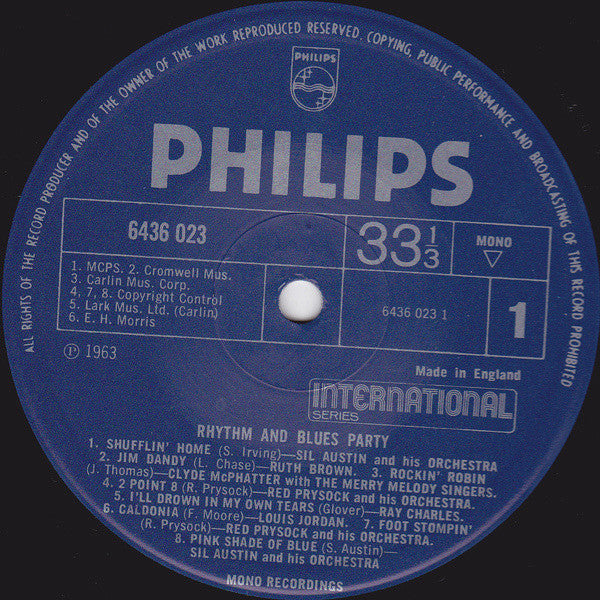 ALL RIGHTS OF THE RECORD PRODUCER AND OF THE OWNER OF THE WORK REPRODUCED RESERVED. COPYING, PUBLIC PERFORMANCE AND BROADCASTING OF THIS RECORD PROHIBITED
PHILIPS
PHILIPS
6436 023
33 1/3
MONO
1. MCPS. 2. Cromwell Mus.
3. Carlin Mus. Corp.
4, 7, 8. Copyright Control
5. Lark Mus. Ltd. (Carlin)
6. E. H. Morris
6436 023 1
1
Ⓟ 1963
Made in England
INTERNATIONAL
SERIES
RHYTHM AND BLUES PARTY
1. SHUFFLIN' HOME (S. Irving)—SIL AUSTIN and his ORCHESTRA
2. JIM DANDY (L. Chase)—RUTH BROWN. 3. ROCKIN' ROBIN
(J. Thomas)—CLYDE McPHATTER with THE MERRY MELODY SINGERS.
4. 2 POINT 8 (R. Prysock)—RED PRYSOCK and his ORCHESTRA.
5. I'LL DROWN IN MY OWN TEARS (Glover)—RAY CHARLES.
6. CALDONIA (F. Moore)—LOUIS JORDAN. 7. FOOT STOMPIN'
(R. Prysock)—RED PRYSOCK and his ORCHESTRA.
8. PINK SHADE OF BLUE (S. Austin)—
SIL AUSTIN and his ORCHESTRA
MONO RECORDINGS